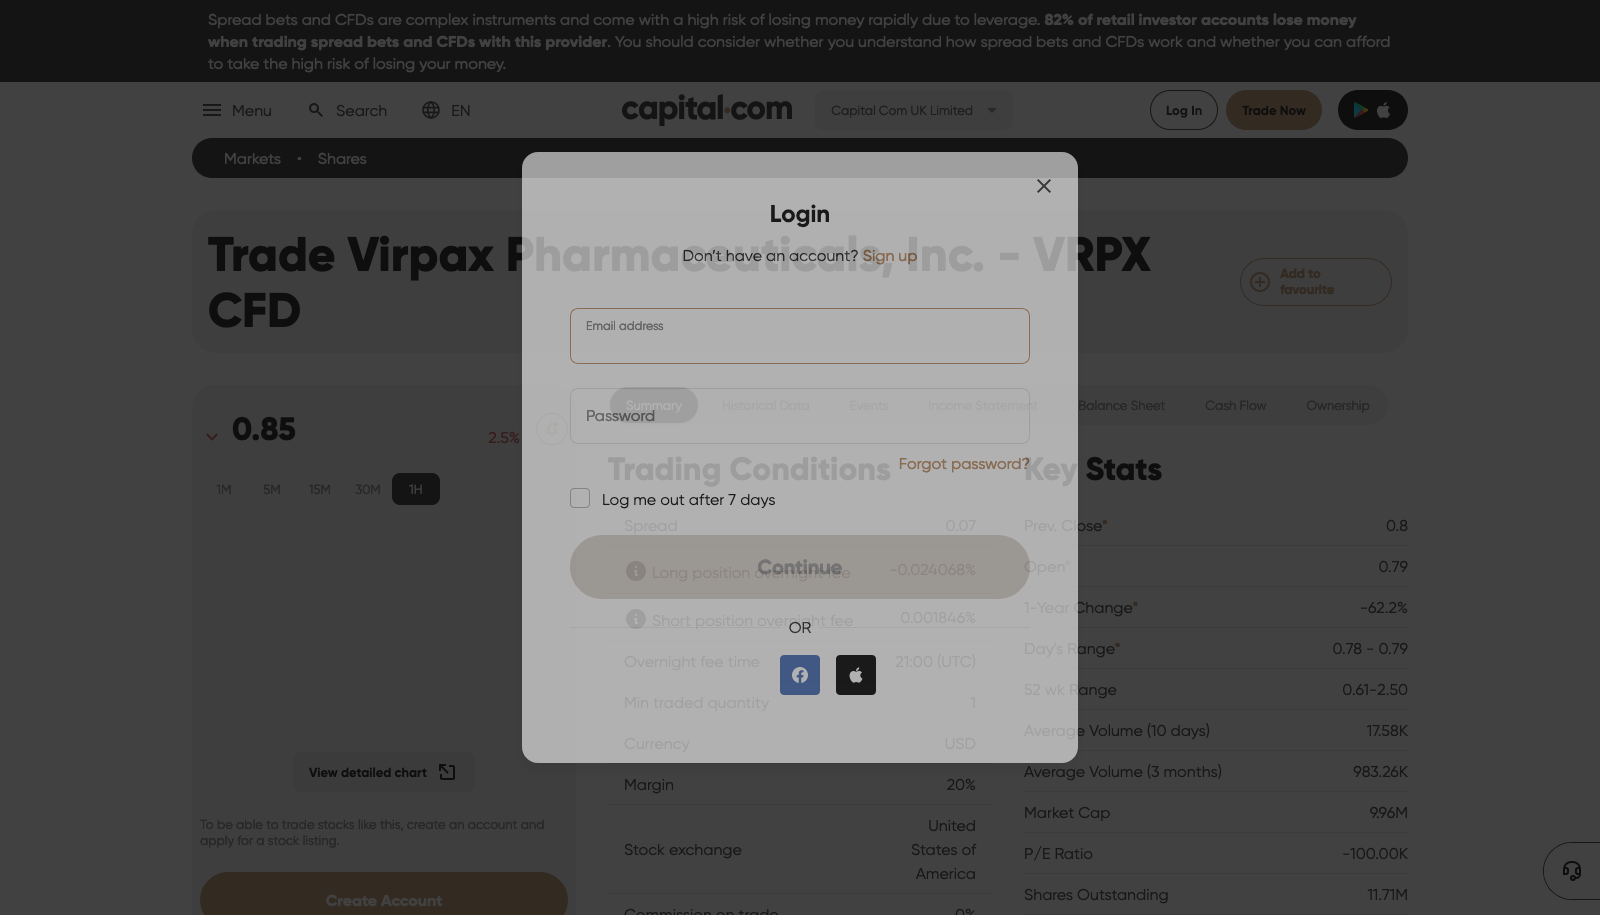 Spread bets and CFDs are complex instruments and come with a high risk of losing money rapidly due to leverage. 82% of retail investor accounts lose money
when trading spread bets and CFDs with this provider. You should consider whether you understand how spread bets and CFDs work and whether you can afford
to take the high risk of losing your money.
Menu
Search
EN
capital.com
Capital Com UK Limited
Log In
Trade Now
Markets • Shares
Trade Virpax Pharmaceuticals, Inc. - VRPX
CFD
Add to
favourite
Login
Don't have an account? Sign up
Email address
Password
Forgot password?
Log me out after 7 days
Continue
OR
0.85
2.5%
1M
5M
15M
30M
1H
View detailed chart
To be able to trade stocks like this, create an account and
apply for a stock listing.
Create Account
Summary
Historical Data
Events
Income Statement
Balance Sheet
Cash Flow
Ownership
Trading Conditions
Spread 0.07
Long position overnight fee -0.024068%
Short position overnight fee 0.001846%
Overnight fee time 21:00 (UTC)
Min traded quantity 1
Currency USD
Margin 20%
Stock exchange United
States of
America
Commission on trade 0%
Key Stats
Prev. Close* 0.8
Open* 0.79
1-Year Change* -62.2%
Day's Range* 0.78 - 0.79
52 wk Range 0.61-2.50
Average Volume (10 days) 17.58K
Average Volume (3 months) 983.26K
Market Cap 9.96M
P/E Ratio -100.00K
Shares Outstanding 11.71M